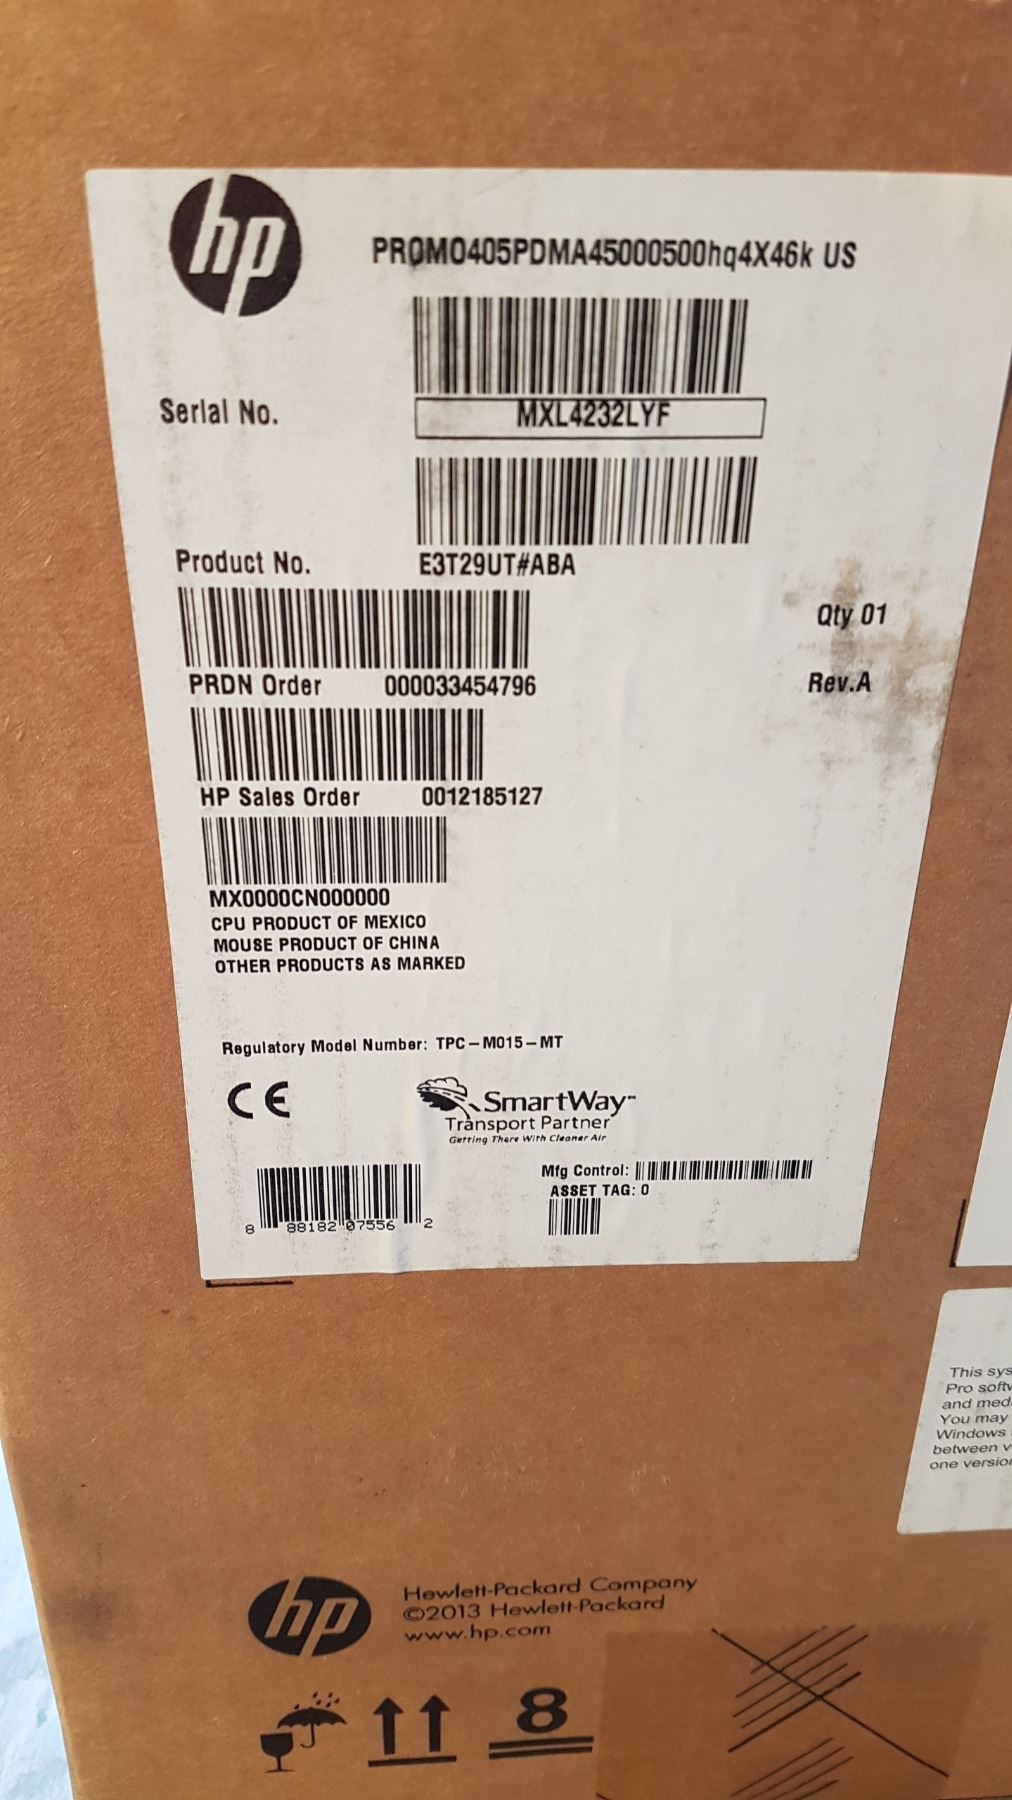 hp
PROMO405PDMA45000500hq4X46k US
Serial No.
MXL4232LYF
Product No. E3T29UT#ABA
Qty 01
PRDN Order 000033454796
Rev.A
HP Sales Order 0012185127
MX0000CN000000
CPU PRODUCT OF MEXICO
MOUSE PRODUCT OF CHINA
OTHER PRODUCTS AS MARKED
Regulatory Model Number: TPC-M015-MT
CE
SmartWay™
Transport Partner
Getting There With Cleaner Air
Mfg Control:
ASSET TAG: 0
8 88182 07556 2
This sys
Pro softw
and med
You may
Windows
between v
one version
hp
Hewlett-Packard Company
©2013 Hewlett-Packard
www.hp.com
8